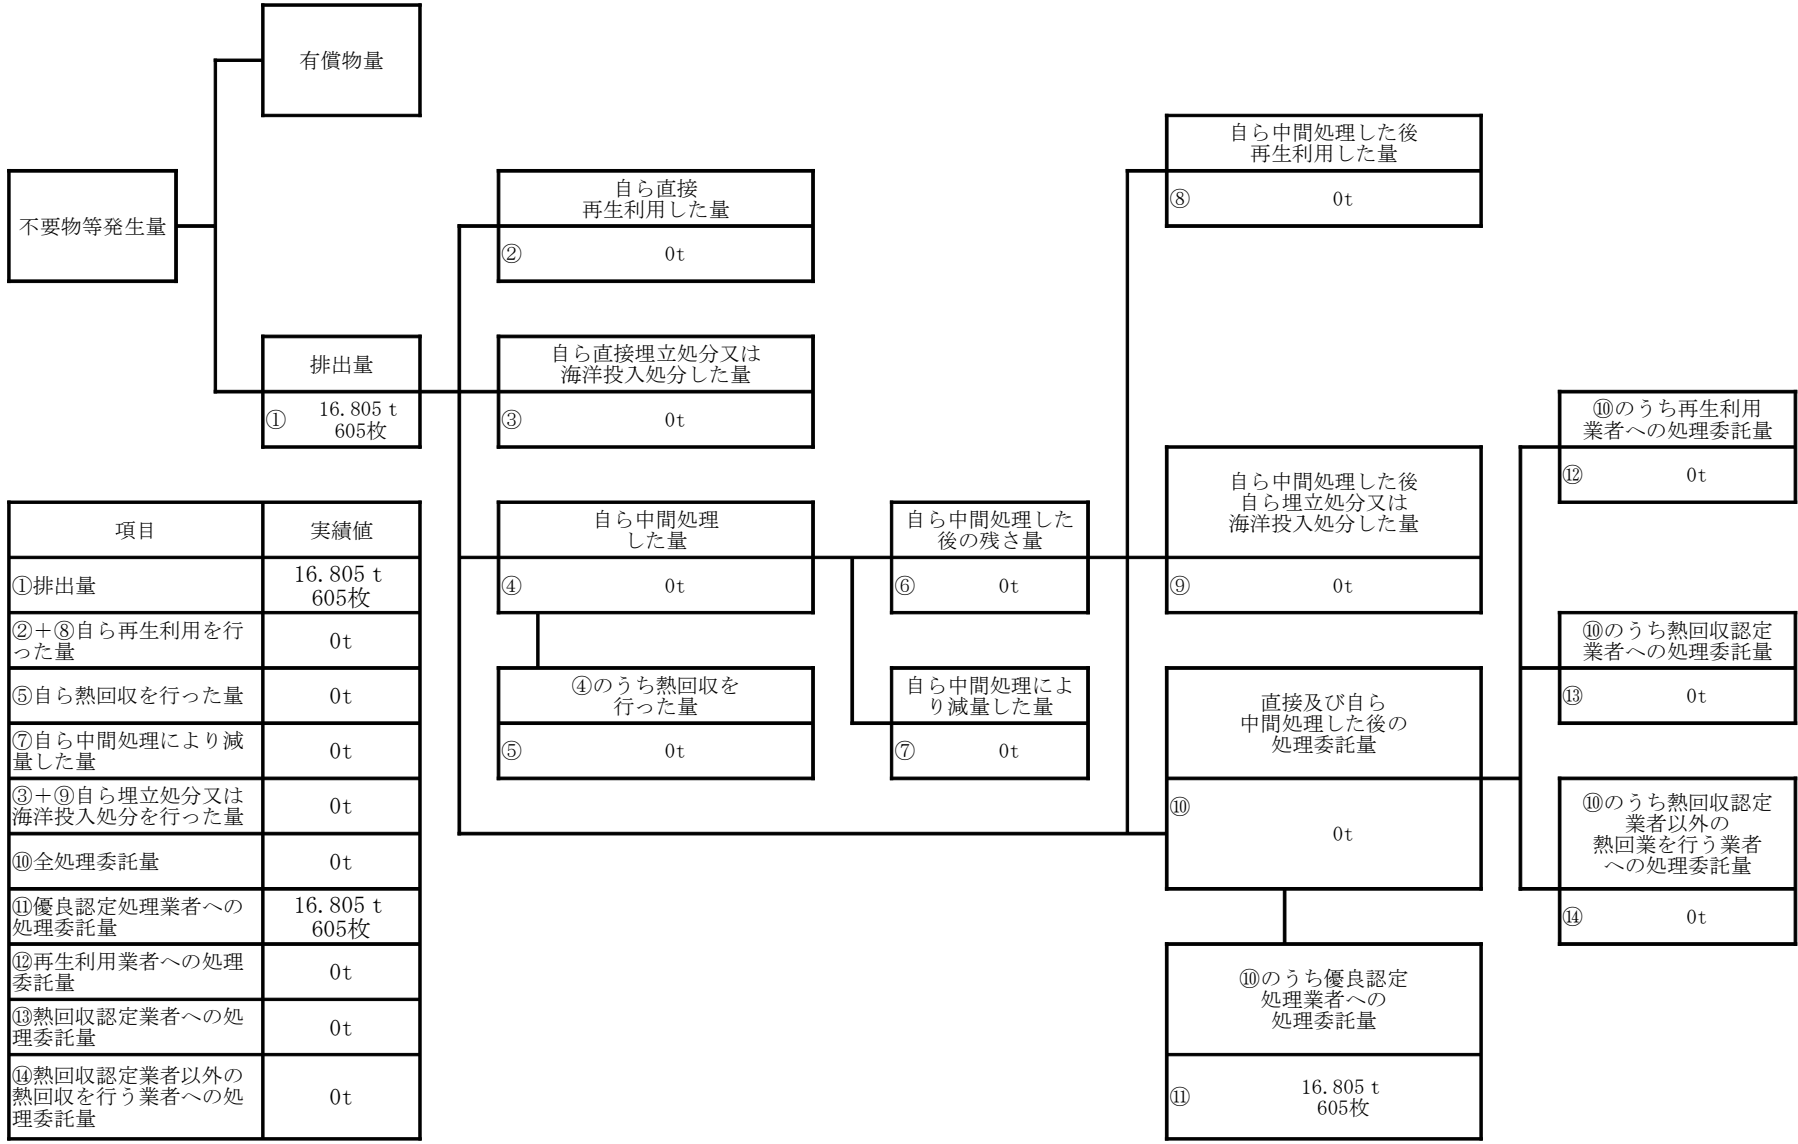 有償物量
不要物等発生量
排出量
①
16.805ｔ
605枚
自ら直接
再生利用した量
②
0t
自ら直接埋立処分又は
海洋投入処分した量
③
0t
自ら中間処理
した量
④
0t
④のうち熱回収を
行った量
⑤
0t
自ら中間処理した
後の残さ量
⑥
0t
自ら中間処理によ
り減量した量
⑦
0t
自ら中間処理した後
再生利用した量
⑧
0t
自ら中間処理した後
自ら埋立処分又は
海洋投入処分した量
⑨
0t
直接及び自ら
中間処理した後の
処理委託量
⑩
0t
⑩のうち優良認定
処理業者への
処理委託量
⑪
16.805ｔ
605枚
⑩のうち再生利用
業者への処理委託量
⑫
0t
⑩のうち熱回収認定
業者への処理委託量
⑬
0t
⑩のうち熱回収認定
業者以外の
熱回業を行う業者
への処理委託量
⑭
0t
項目
実績値
①排出量
16.805ｔ
605枚
②＋⑧自ら再生利用を行
った量
0t
⑤自ら熱回収を行った量
0t
⑦自ら中間処理により減
量した量
0t
③＋⑨自ら埋立処分又は
海洋投入処分を行った量
0t
⑩全処理委託量
0t
⑪優良認定処理業者への
処理委託量
16.805ｔ
605枚
⑫再生利用業者への処理
委託量
0t
⑬熱回収認定業者への処
理委託量
0t
⑭熱回収認定業者以外の
熱回収を行う業者への処
理委託量
0t